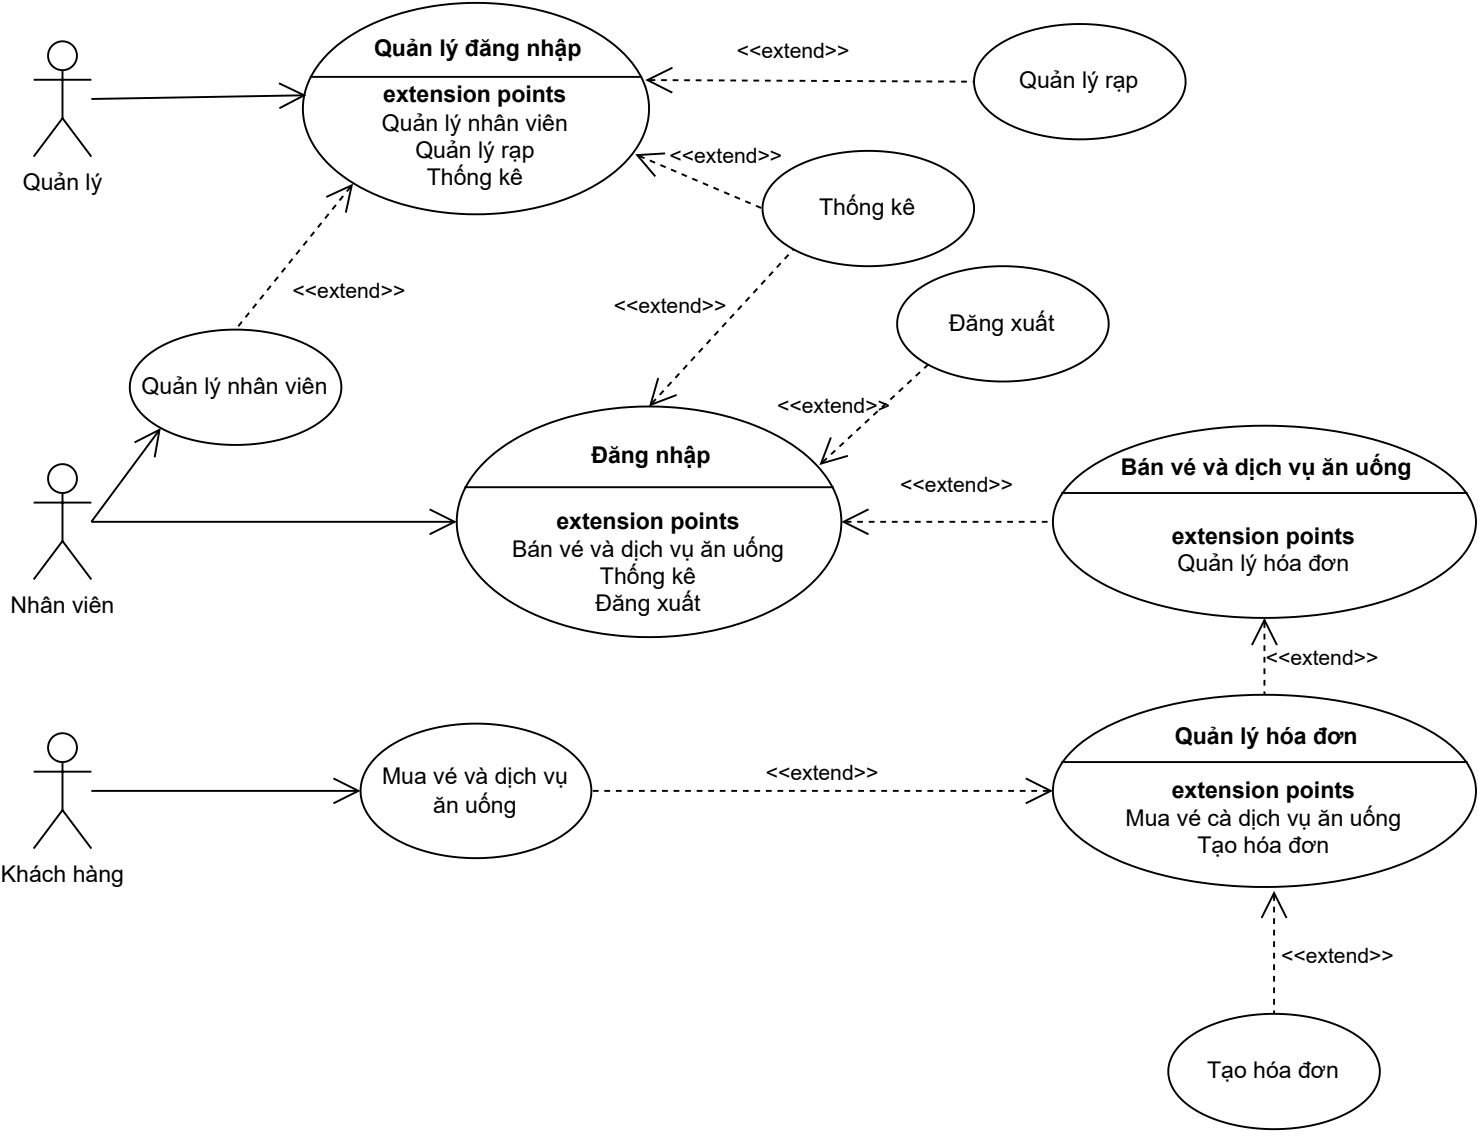 Quản lý đăng nhập
extension points
Quản lý nhân viên
Quản lý rạp
Thống kê
<<extend>>
Quản lý rạp
Quản lý
<<extend>>
Thống kê
<<extend>>
<<extend>>
Đăng xuất
Quản lý nhân viên
<<extend>>
Đăng nhập
extension points
Bán vé và dịch vụ ăn uống
Thống kê
Đăng xuất
<<extend>>
Bán vé và dịch vụ ăn uống
extension points
Quản lý hóa đơn
Nhân viên
<<extend>>
Quản lý hóa đơn
extension points
Mua vé cà dịch vụ ăn uống
Tạo hóa đơn
Mua vé và dịch vụ
ăn uống
<<extend>>
Khách hàng
<<extend>>
Tạo hóa đơn